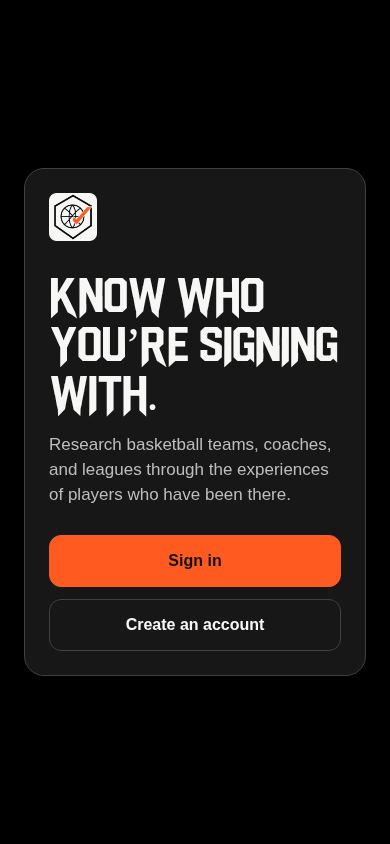 KNOW WHO
YOU’RE SIGNING
WITH.
Research basketball teams, coaches,
and leagues through the experiences
of players who have been there.
Sign in
Create an account